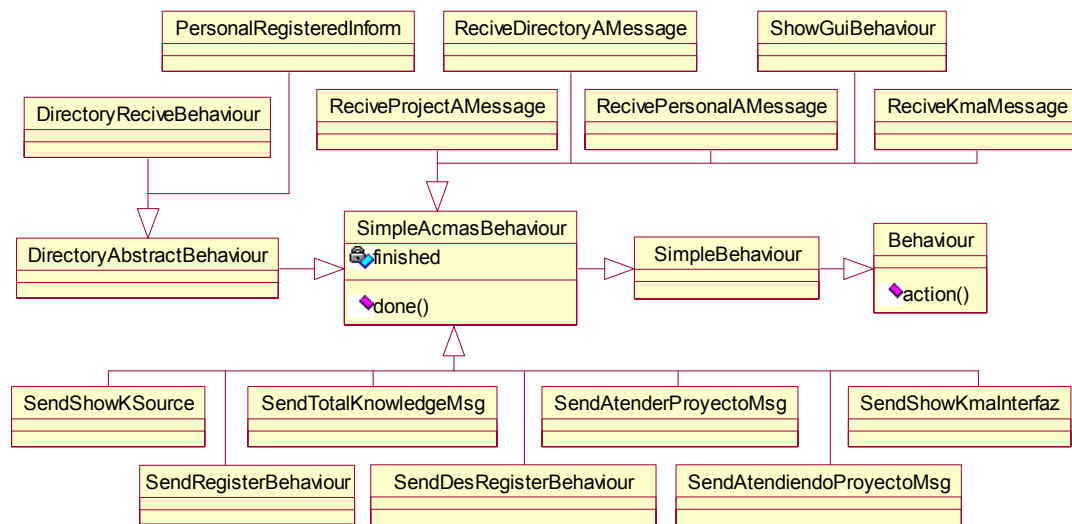 PersonalRegisteredInform
ReciveDirectoryAMessage
ShowGuiBehaviour
DirectoryReciveBehaviour
ReciveProjectAMessage
RecivePersonalAMessage
ReciveKmaMessage
DirectoryAbstractBehaviour
SimpleAcmasBehaviour
finished
done()
SimpleBehaviour
Behaviour
action()
SendShowKSource
SendTotalKnowledgeMsg
SendAtenderProyectoMsg
SendShowKmaInterfaz
SendRegisterBehaviour
SendDesRegisterBehaviour
SendAtendiendoProyectoMsg